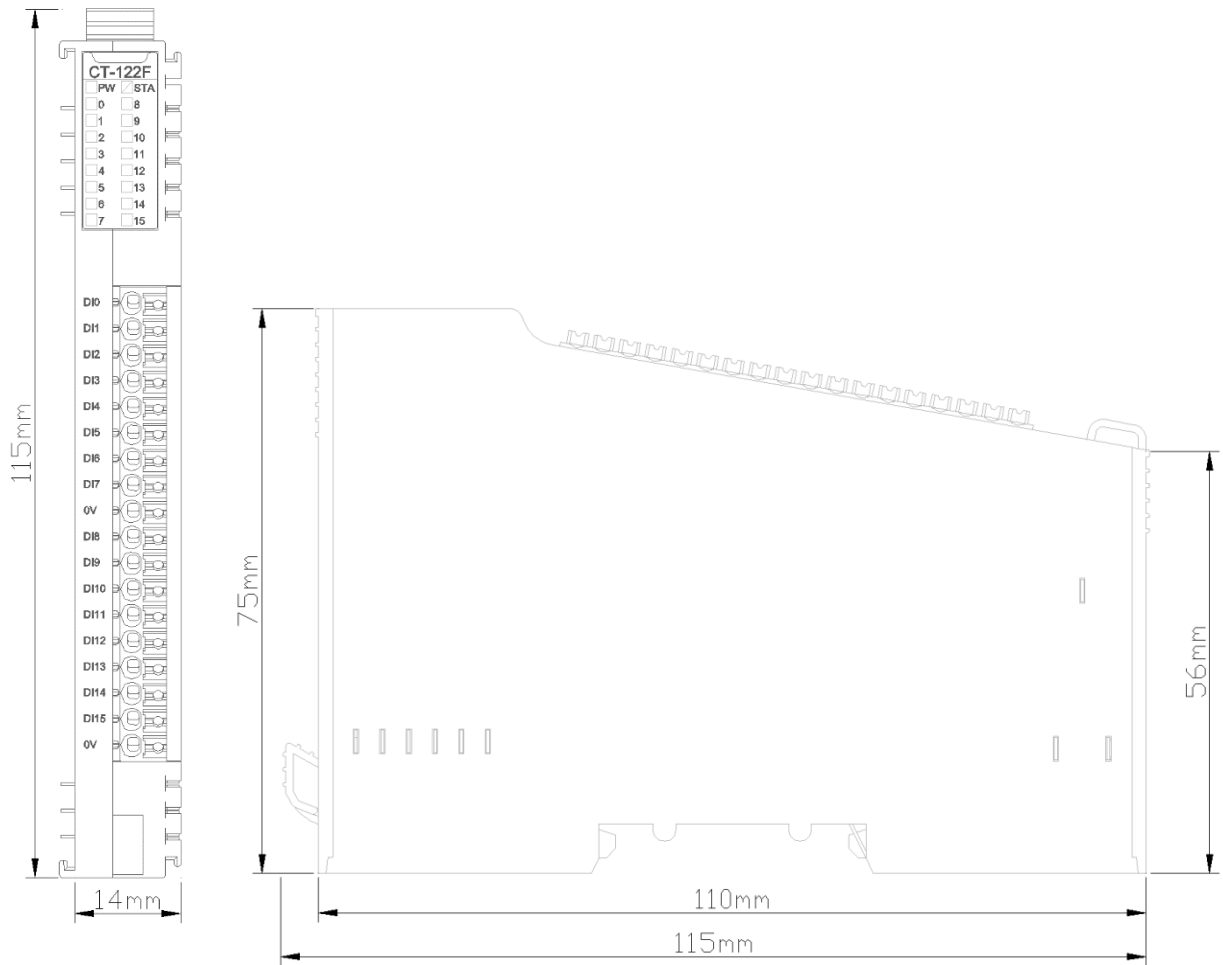 CT-122F
PW STA
0 8
1 9
2 10
3 11
4 12
5 13
6 14
7 15
DI0
DI1
DI2
DI3
DI4
DI5
DI6
DI7
0V
DI8
DI9
DI10
DI11
DI12
DI13
DI14
DI15
0V
115mm
14mm
75mm
56mm
110mm
115mm